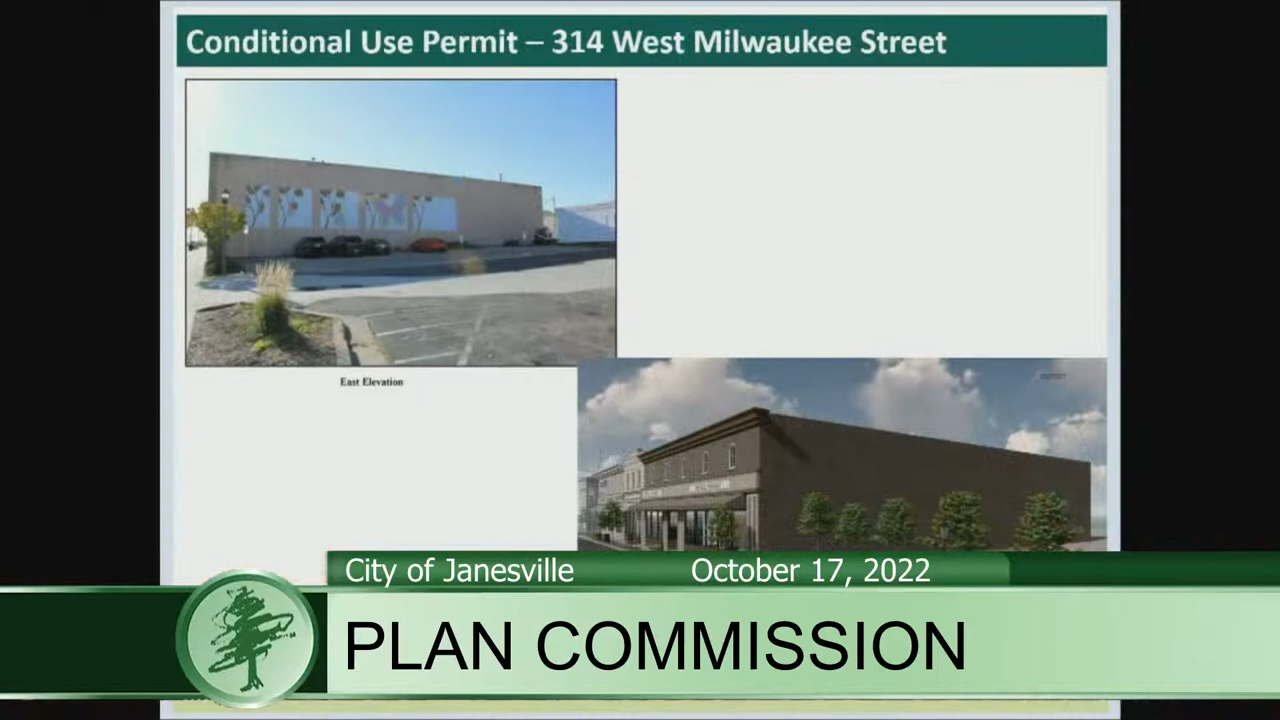 Conditional Use Permit – 314 West Milwaukee Street
East Elevation
City of Janesville October 17, 2022
PLAN COMMISSION